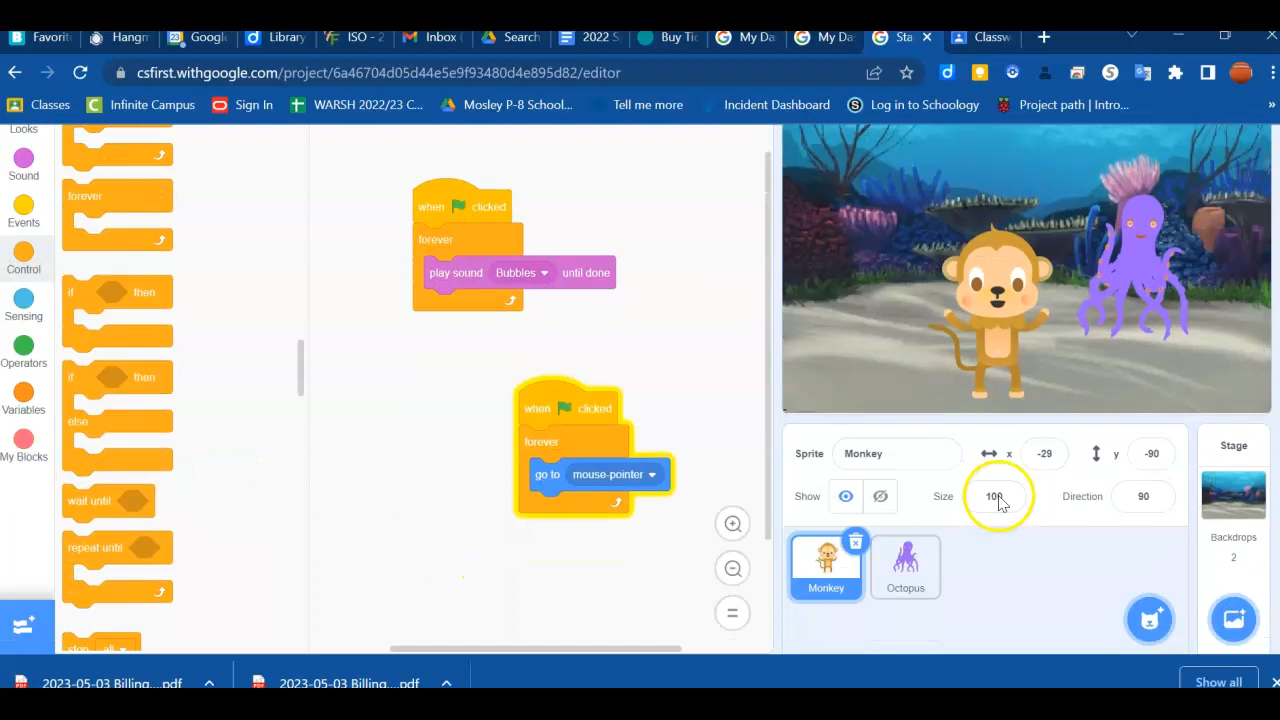 Favorit Hangm Googl Library ISO - 2 Inbox ( Search 2022 S Buy Tic My Da My Da Sta Classw
csfirst.withgoogle.com/project/6a46704d05d44e5e9f93480d4e895d82/editor
Classes Infinite Campus Sign In WARSH 2022/23 C... Mosley P-8 School... Tell me more Incident Dashboard Log in to Schoology Project path | Intro... »
Looks
Sound
Events
Control
Sensing
Operators
Variables
My Blocks
forever
if then
if then
else
wait until
repeat until
stop all
when clicked
forever
play sound Bubbles until done
when clicked
forever
go to mouse-pointer
Sprite Monkey x -29 y -90
Show Size 100 Direction 90
Monkey
Octopus
Stage
Backdrops
2
2023-05-03 Billing....pdf 2023-05-03 Billing....pdf Show all